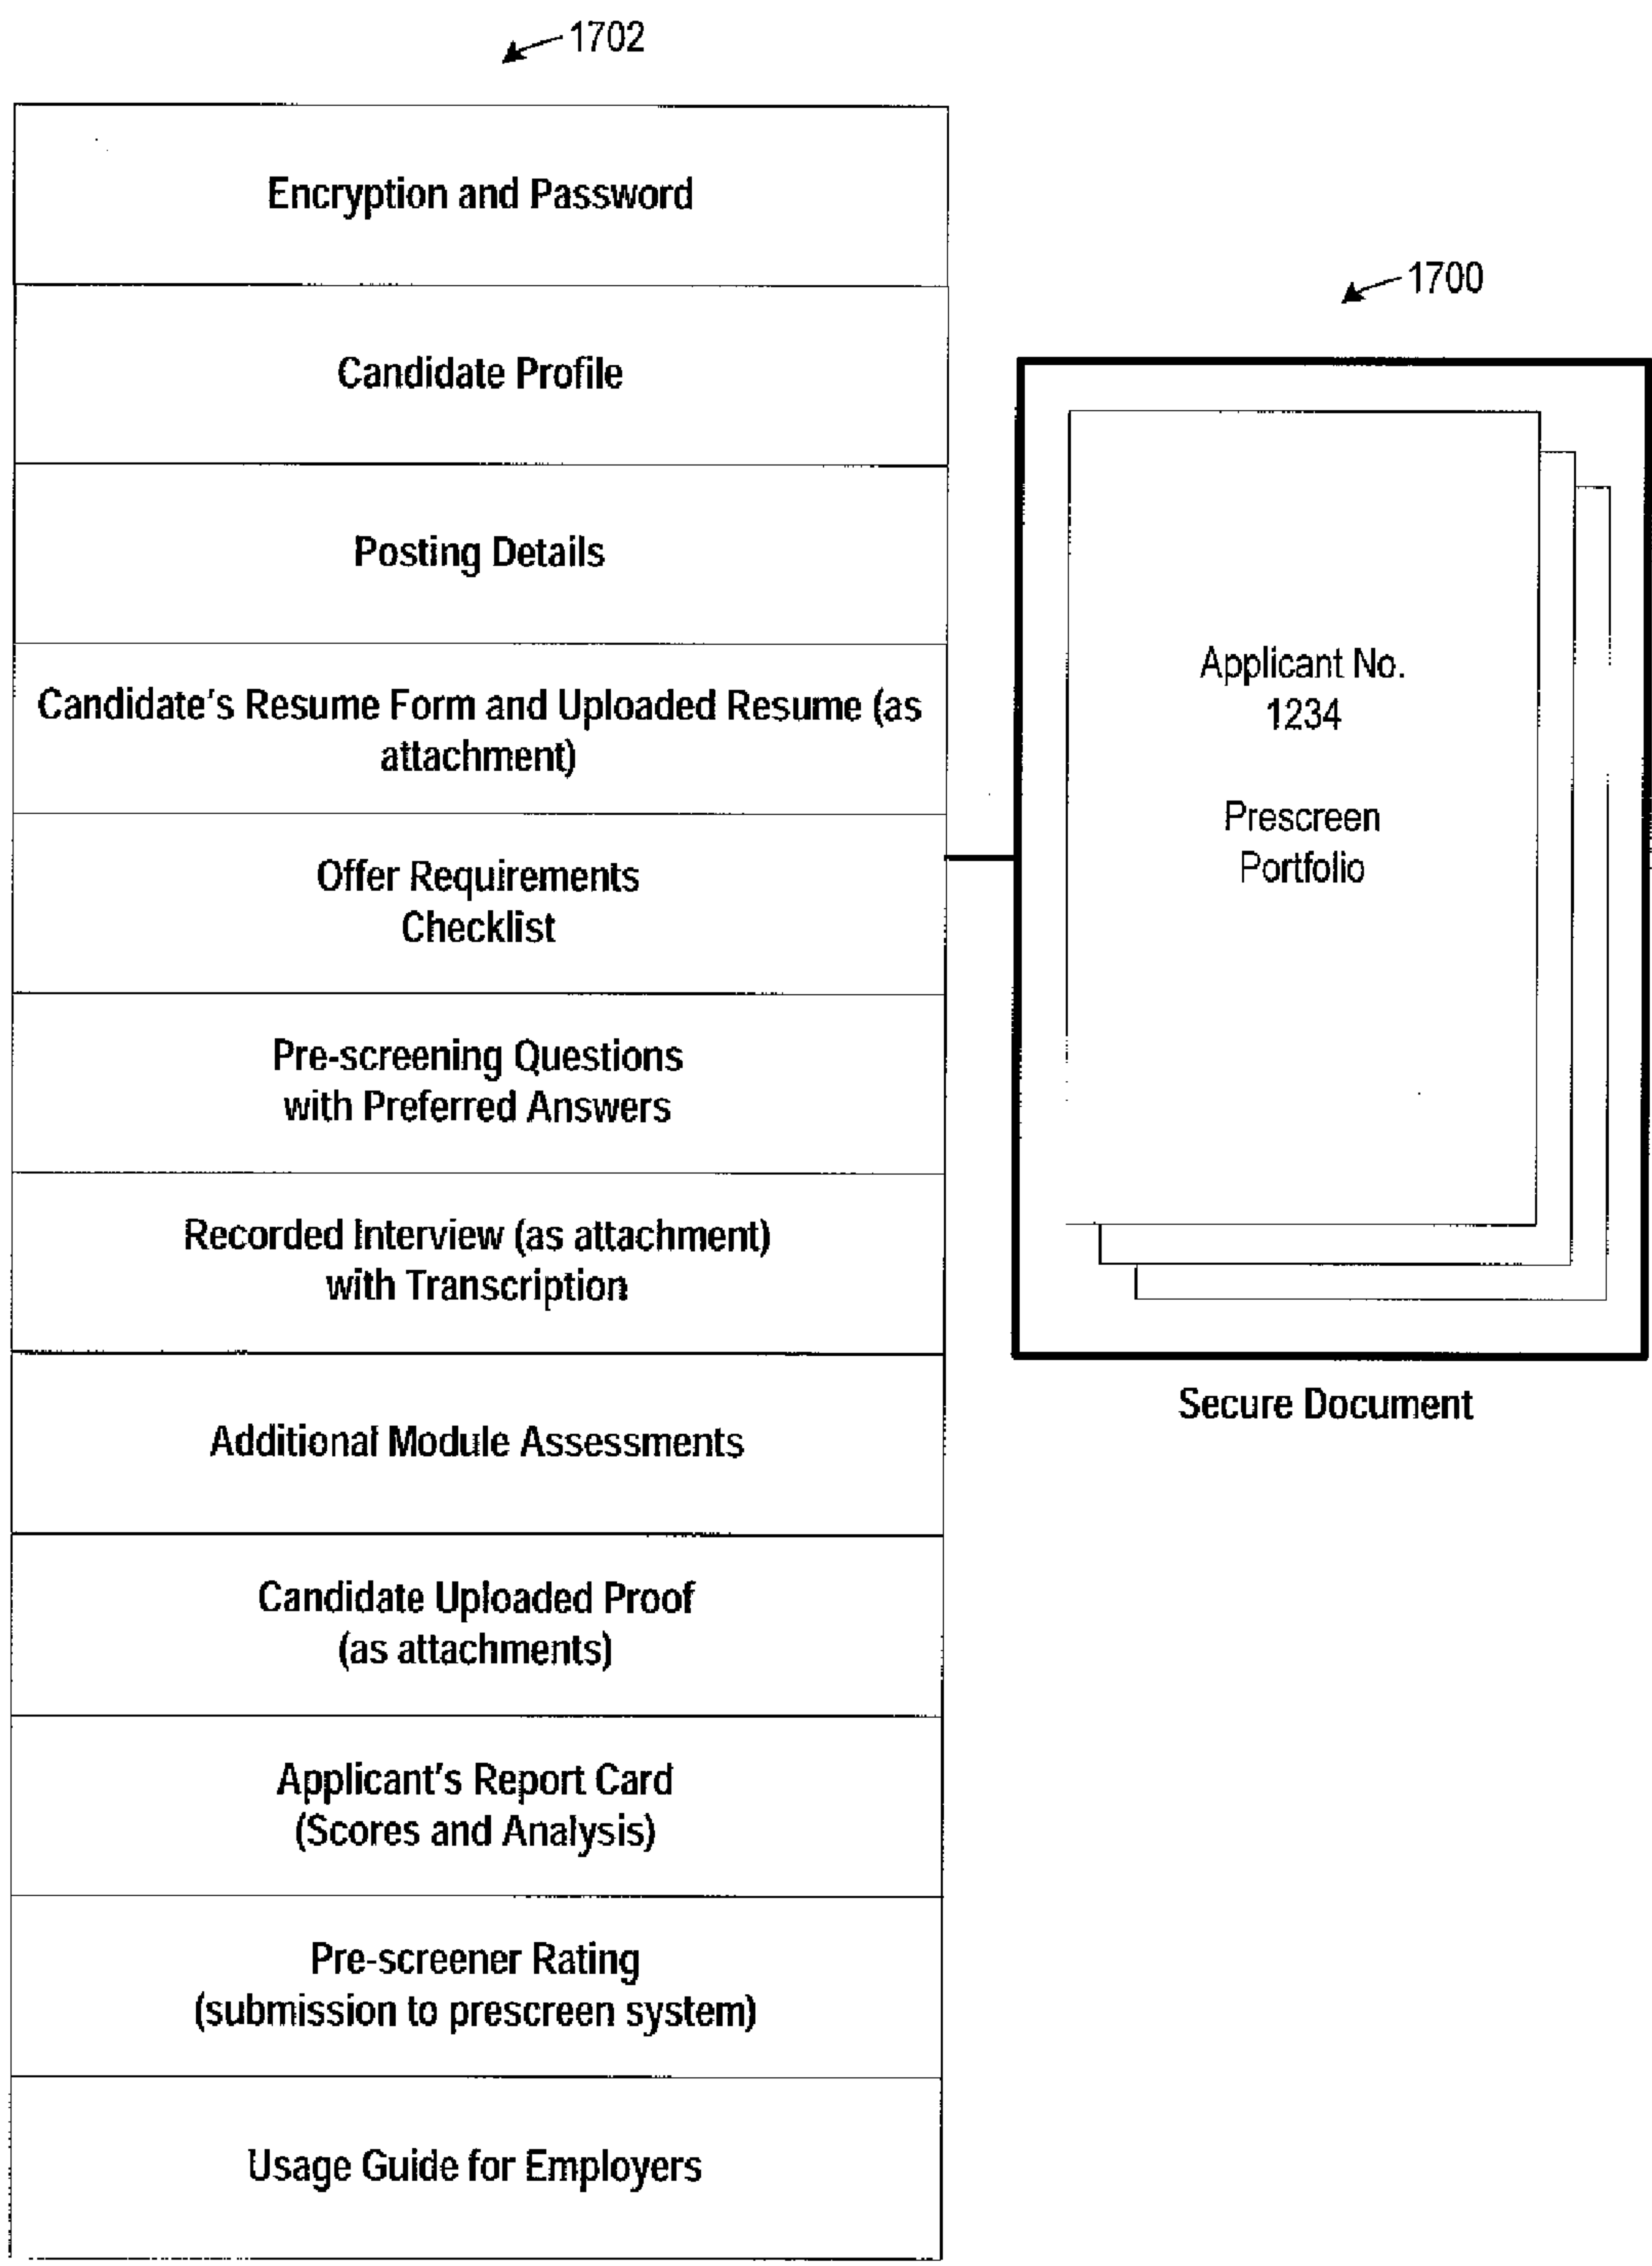 1702
Encryption and Password
Candidate Profile
Posting Details
Candidate's Resume Form and Uploaded Resume (as
attachment)
Offer Requirements
Checklist
Pre-screening Questions
with Preferred Answers
Recorded Interview (as attachment)
with Transcription
Additional Module Assessments
Candidate Uploaded Proof
(as attachments)
Applicant's Report Card
(Scores and Analysis)
Pre-screener Rating
(submission to prescreen system)
Usage Guide for Employers
1700
Applicant No.
1234
Prescreen
Portfolio
Secure Document